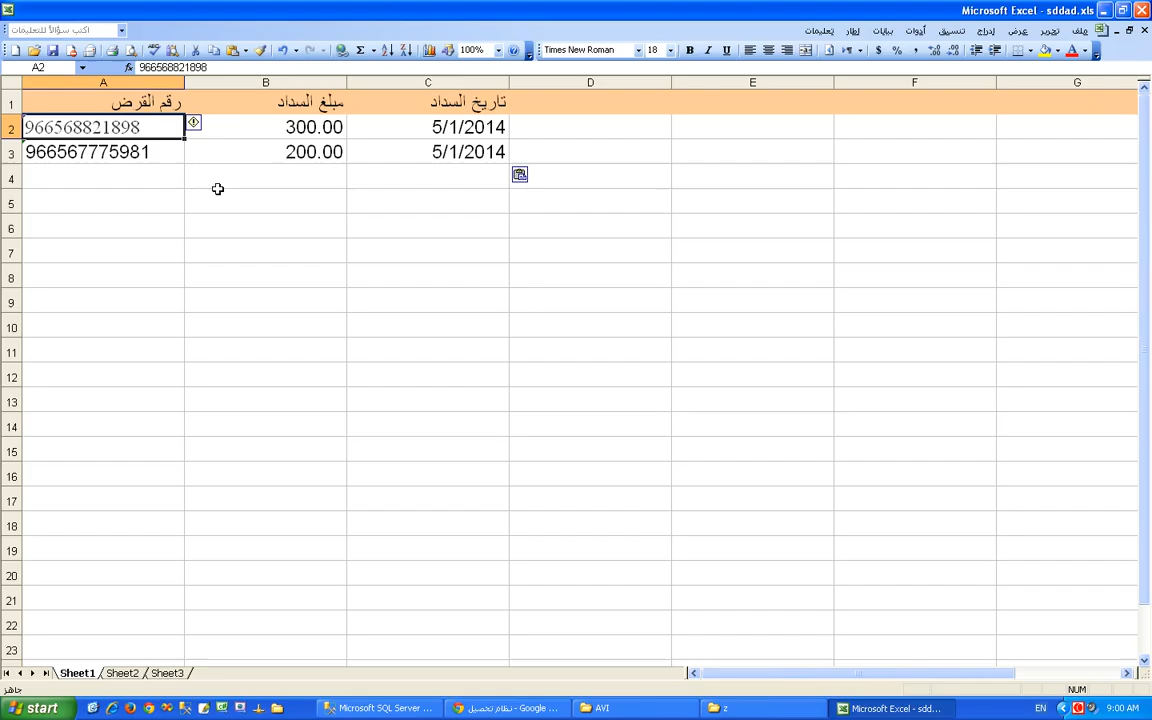 Microsoft Excel - sddad.xls
اكتب سؤالاً للتعليمات
ملف تحرير عرض إدراج تنسيق أدوات بيانات إطار تعليمات
100% Times New Roman 18
A2 fx 966568821898
A B C D E F G
1 رقم القرض مبلغ السداد تاريخ السداد
2 966568821898 300.00 5/1/2014
3 966567775981 200.00 5/1/2014
4
5
6
7
8
9
10
11
12
13
14
15
16
17
18
19
20
21
22
23
Sheet1 Sheet2 Sheet3
جاهز NUM
start Microsoft SQL Server ... نظام تحصيل - Google ... AVI z Microsoft Excel - sdd... EN 9:00 AM